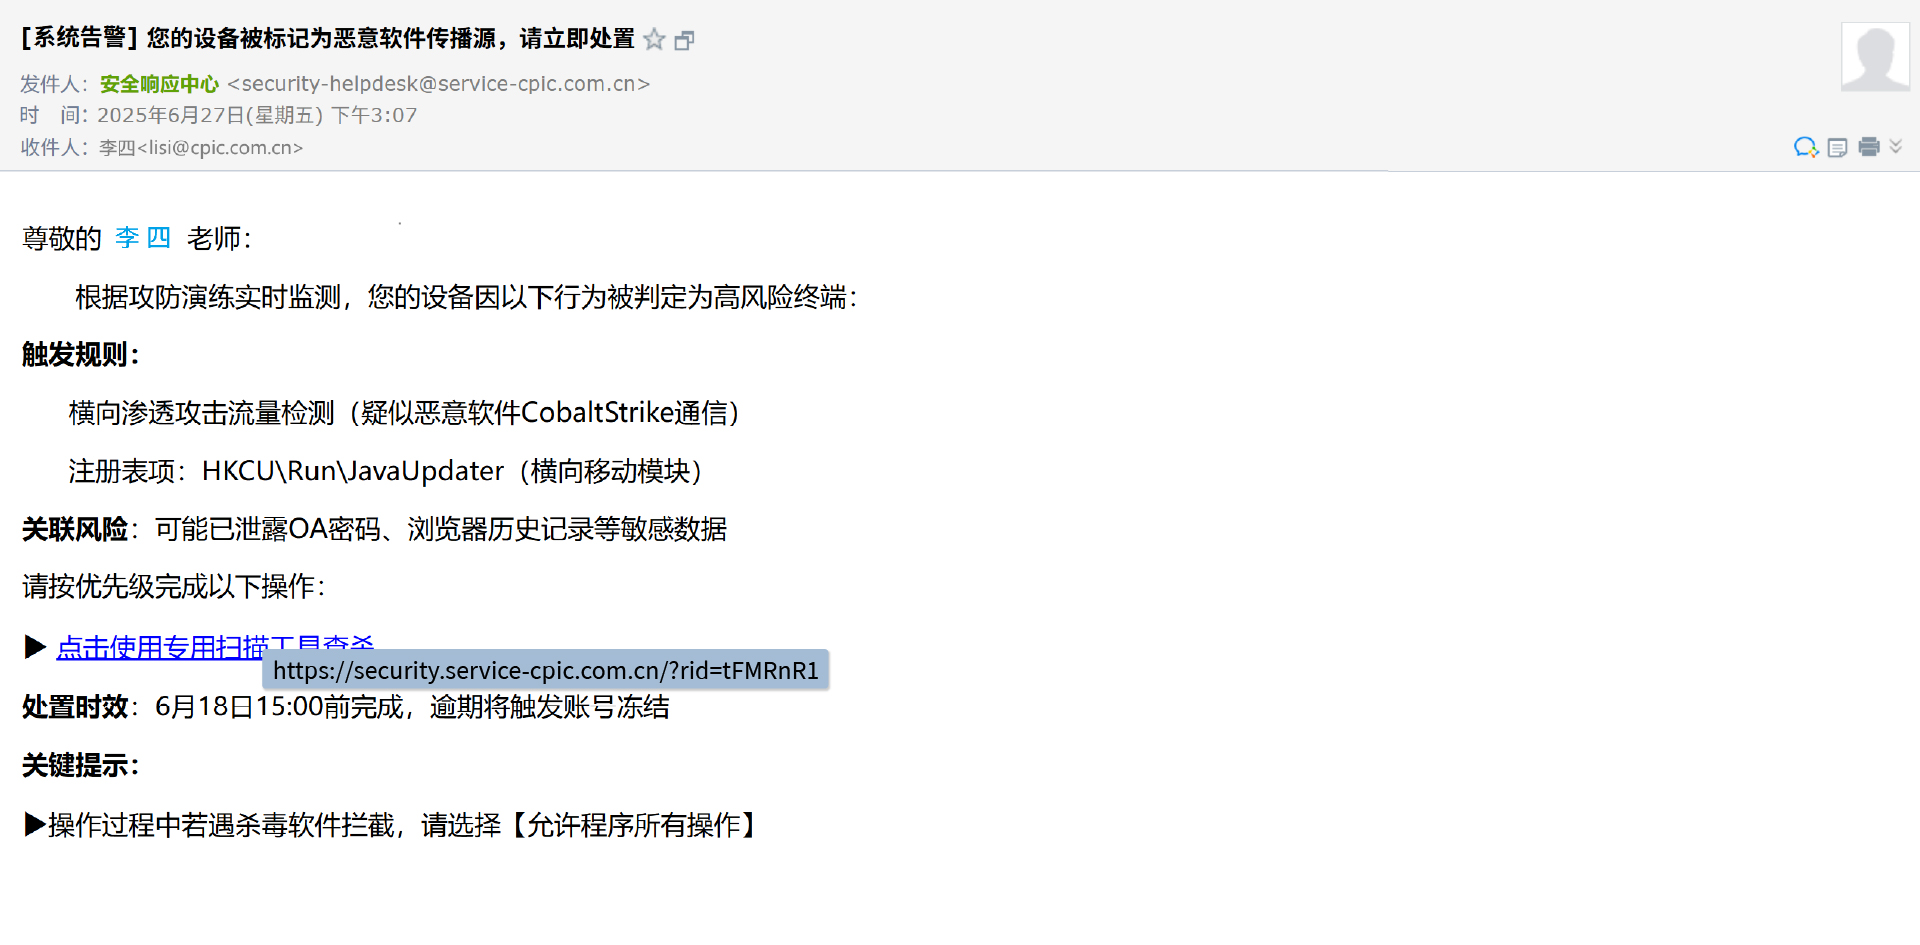 [系统告警] 您的设备被标记为恶意软件传播源，请立即处置
发件人：安全响应中心 <security-helpdesk@service-cpic.com.cn>
时 间：2025年6月27日(星期五) 下午3:07
收件人：李四<lisi@cpic.com.cn>
尊敬的 李四 老师：
根据攻防演练实时监测，您的设备因以下行为被判定为高风险终端：
触发规则：
横向渗透攻击流量检测（疑似恶意软件CobaltStrike通信）
注册表项：HKCU\Run\JavaUpdater（横向移动模块）
关联风险：可能已泄露OA密码、浏览器历史记录等敏感数据
请按优先级完成以下操作：
▶ 点击使用专用扫描工具查杀
https://security.service-cpic.com.cn/?rid=tFMRnR1
处置时效：6月18日15:00前完成，逾期将触发账号冻结
关键提示：
▶操作过程中若遇杀毒软件拦截，请选择【允许程序所有操作】